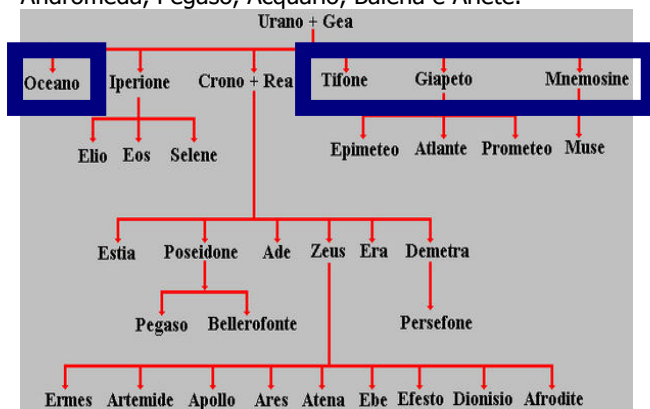 Andromeda, Pegaso, Acquario, Balena e Ariete.
Urano + Gea
Oceano Iperione Crono + Rea Tifone Giapeto Mnemosine
Elio Eos Selene Epimeteo Atlante Prometeo Muse
Estia Poseidone Ade Zeus Era Demetra
Pegaso Bellerofonte Persefone
Ermes Artemide Apollo Ares Atena Ebe Efesto Dionisio Afrodite